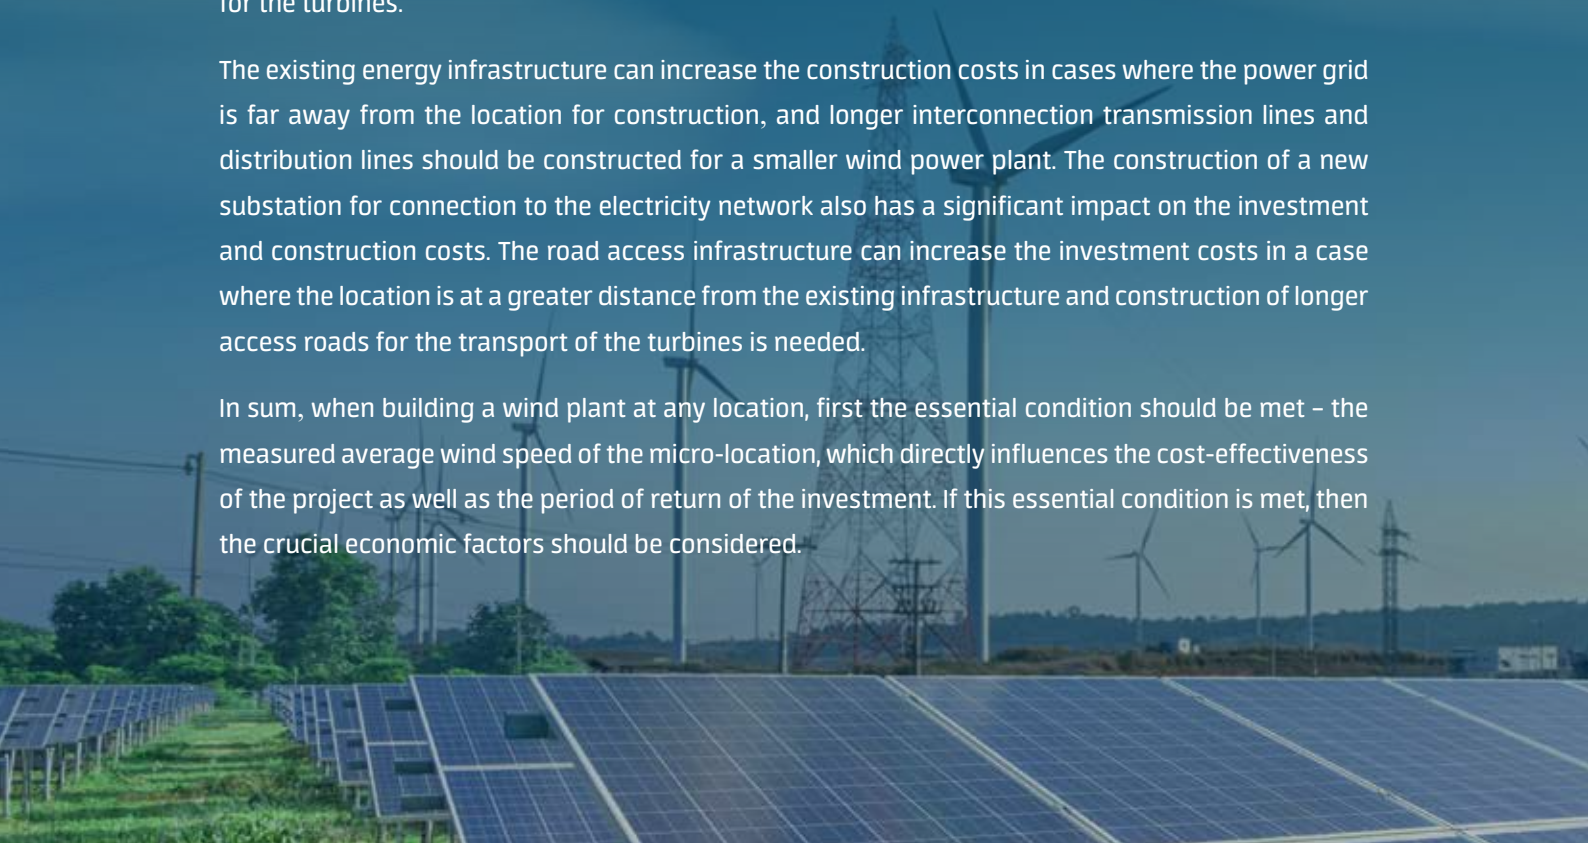 for the turbines.
The existing energy infrastructure can increase the construction costs in cases where the power grid
is far away from the location for construction, and longer interconnection transmission lines and
distribution lines should be constructed for a smaller wind power plant. The construction of a new
substation for connection to the electricity network also has a significant impact on the investment
and construction costs. The road access infrastructure can increase the investment costs in a case
where the location is at a greater distance from the existing infrastructure and construction of longer
access roads for the transport of the turbines is needed.
In sum, when building a wind plant at any location, first the essential condition should be met – the
measured average wind speed of the micro-location, which directly influences the cost-effectiveness
of the project as well as the period of return of the investment. If this essential condition is met, then
the crucial economic factors should be considered.